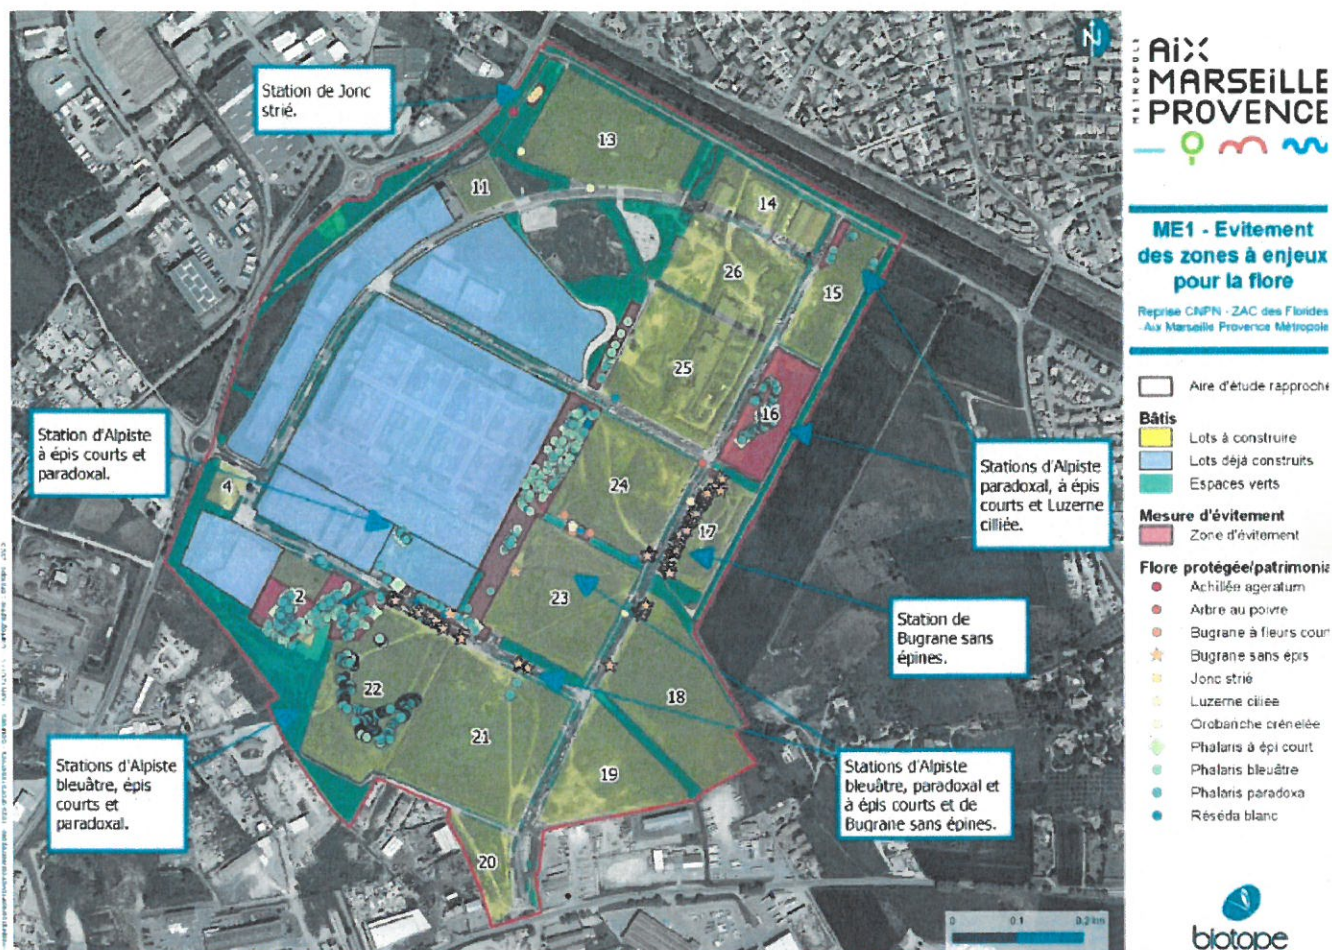 Station de Jonc
strié.
13
11
14
26
15
25
16
Station d'Alpiste
à épis courts et
paradoxal.
4
24
17
Stations d'Alpiste
paradoxal, à épis
courts et Luzerne
cilliée.
2
23
Station de
Bugrane sans
épines.
22
18
21
19
Stations d'Alpiste
bleuâtre, épis
courts et
paradoxal.
Stations d'Alpiste
bleuâtre, paradoxal et
à épis courts et de
Bugrane sans épines.
20
0 0.1 0.2 km
N
MÉTROPOLE
AIX
MARSEILLE
PROVENCE
ME1 - Evitement
des zones à enjeux
pour la flore
Reprise CNPN - ZAC des Florides
- Aix Marseille Provence Métropole
Aire d'étude rapproché
Bâtis
Lots à construire
Lots déjà construits
Espaces verts
Mesure d'évitement
Zone d'évitement
Flore protégée/patrimonia
Achillée ageratum
Arbre au poivre
Bugrane à fleurs cour
Bugrane sans épis
Jonc strié
Luzerne ciliée
Orobanche crénelée
Phalaris à épi court
Phalaris bleuâtre
Phalaris paradoxa
Réséda blanc
biotope